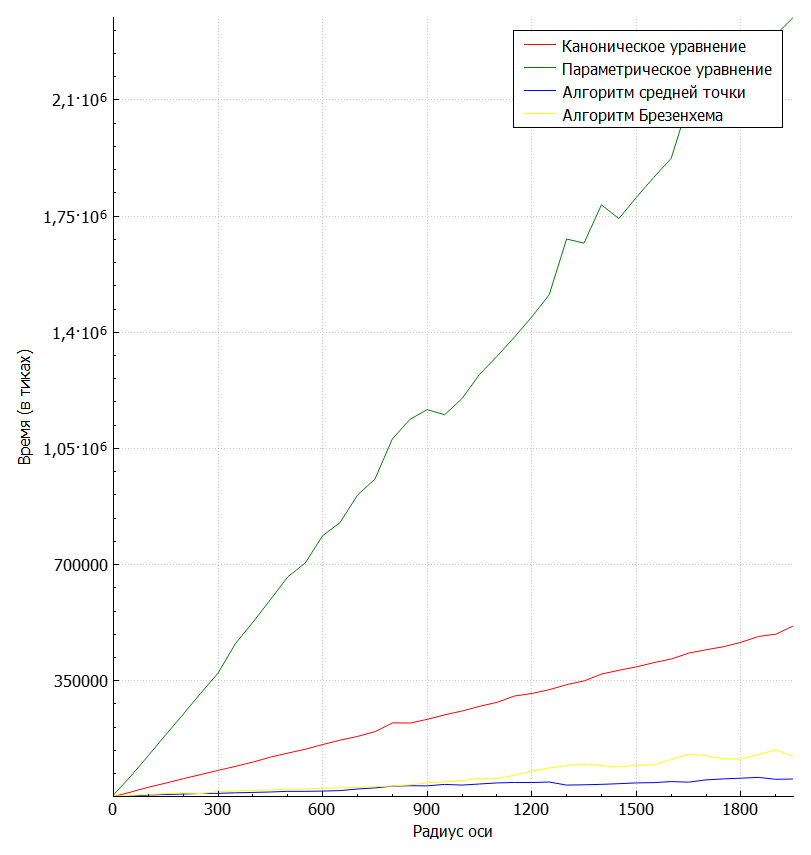 Каноническое уравнение
Параметрическое уравнение
Алгоритм средней точки
Алгоритм Брезенхема
2,1·10⁶
1,75·10⁶
1,4·10⁶
1,05·10⁶
700000
350000
Время (в тиках)
0 300 600 900 1200 1500 1800
Радиус оси